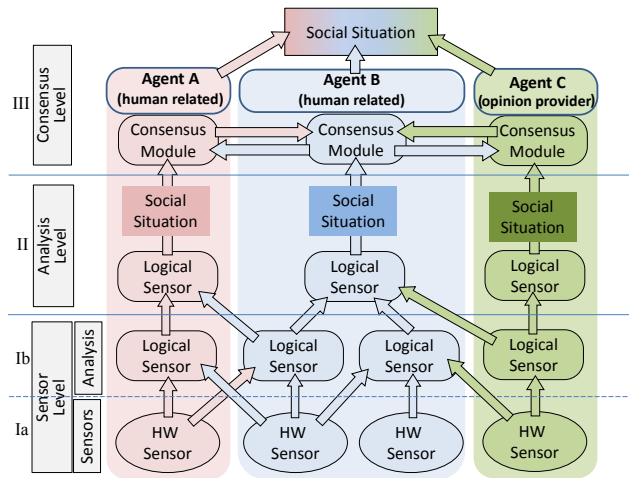 Social Situation
Agent A
(human related)
Agent B
(human related)
Agent C
(opinion provider)
III
Consensus
Level
Consensus
Module
Consensus
Module
Consensus
Module
II
Analysis
Level
Social
Situation
Social
Situation
Social
Situation
Logical
Sensor
Logical
Sensor
Logical
Sensor
Ib
Sensor
Level
Analysis
Logical
Sensor
Logical
Sensor
Logical
Sensor
Logical
Sensor
Ia
Sensors
HW
Sensor
HW
Sensor
HW
Sensor
HW
Sensor